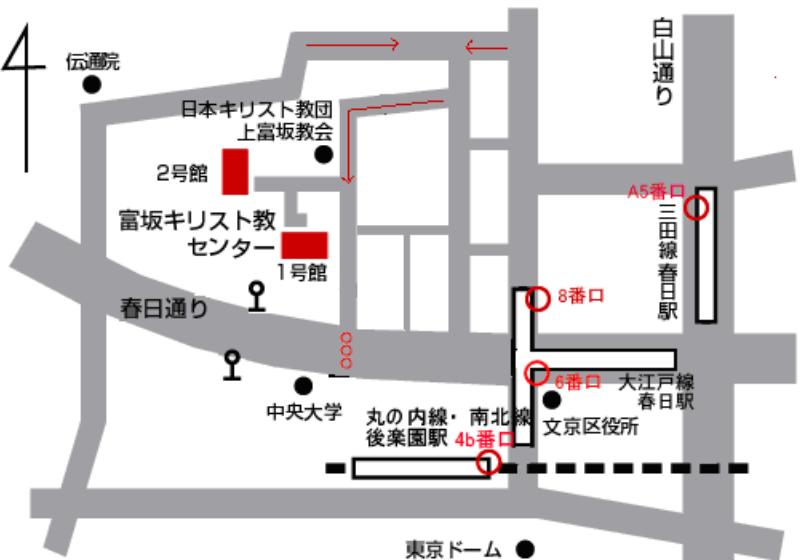 白山通り
伝通院
日本キリスト教団
上富坂教会
2号館
A5番口
富坂キリスト教
センター
1号館
三田線 春日駅
春日通り
8番口
6番口
大江戸線
春日駅
中央大学
丸の内線・南北線
後楽園駅
4b番口
文京区役所
東京ドーム